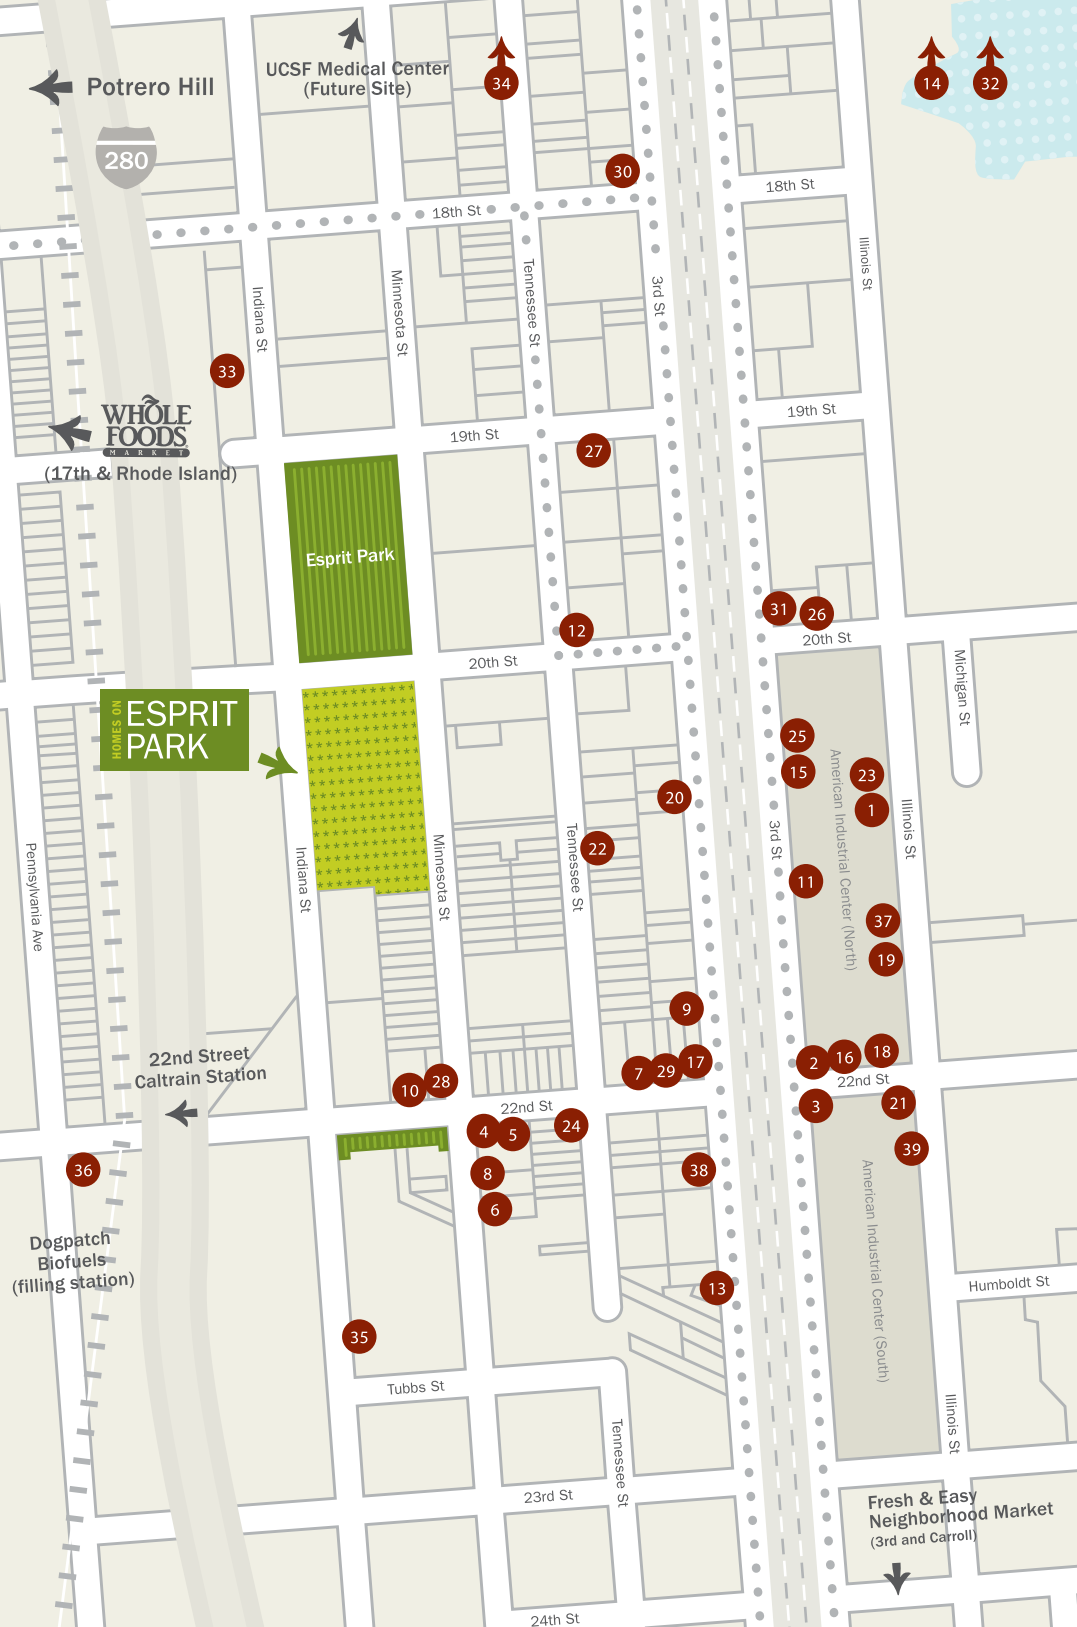 Potrero Hill
280
UCSF Medical Center
(Future Site)
34
14
32
30
18th St
18th St
Indiana St
Minnesota St
Tennessee St
3rd St
Illinois St
33
WHOLE
FOODS
MARKET
(17th & Rhode Island)
19th St
19th St
27
Esprit Park
12
31
26
20th St
20th St
Michigan St
HOMES ON
ESPRIT
PARK
25
15
23
1
20
22
11
37
19
Pennsylvania Ave
Indiana St
Minnesota St
Tennessee St
3rd St
American Industrial Center (North)
Illinois St
9
7
29
17
2
16
18
22nd Street
Caltrain Station
10
28
22nd St
22nd St
4
5
24
3
21
39
36
8
6
38
Dogpatch
Biofuels
(filling station)
13
American Industrial Center (South)
Humboldt St
35
Tubbs St
Tennessee St
Illinois St
23rd St
Fresh & Easy
Neighborhood Market
(3rd and Carroll)
24th St